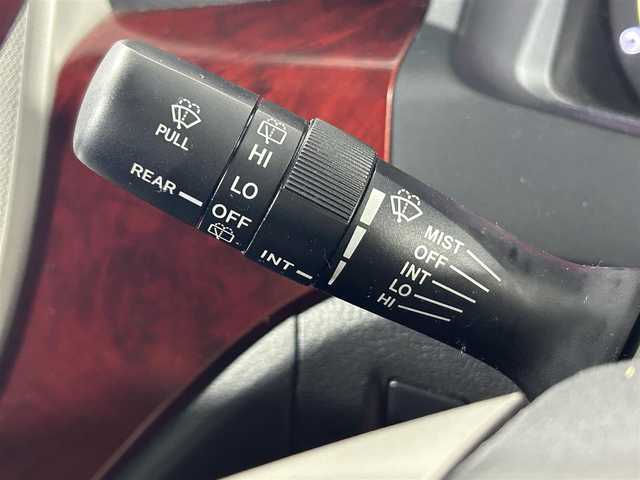 PULL
REAR
HI
LO
OFF
INT
MIST
OFF
INT
LO
HI